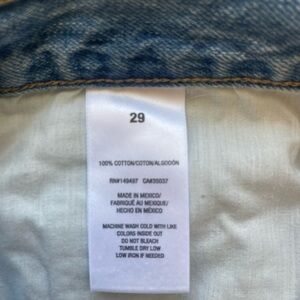 29
100% COTTON/COTON/ALGODÓN
RN#149497 CA#35037
MADE IN MEXICO/
FABRIQUÉ AU MEXIQUE/
HECHO EN MÉXICO
MACHINE WASH COLD WITH LIKE
COLORS INSIDE OUT
DO NOT BLEACH
TUMBLE DRY LOW
LOW IRON IF NEEDED